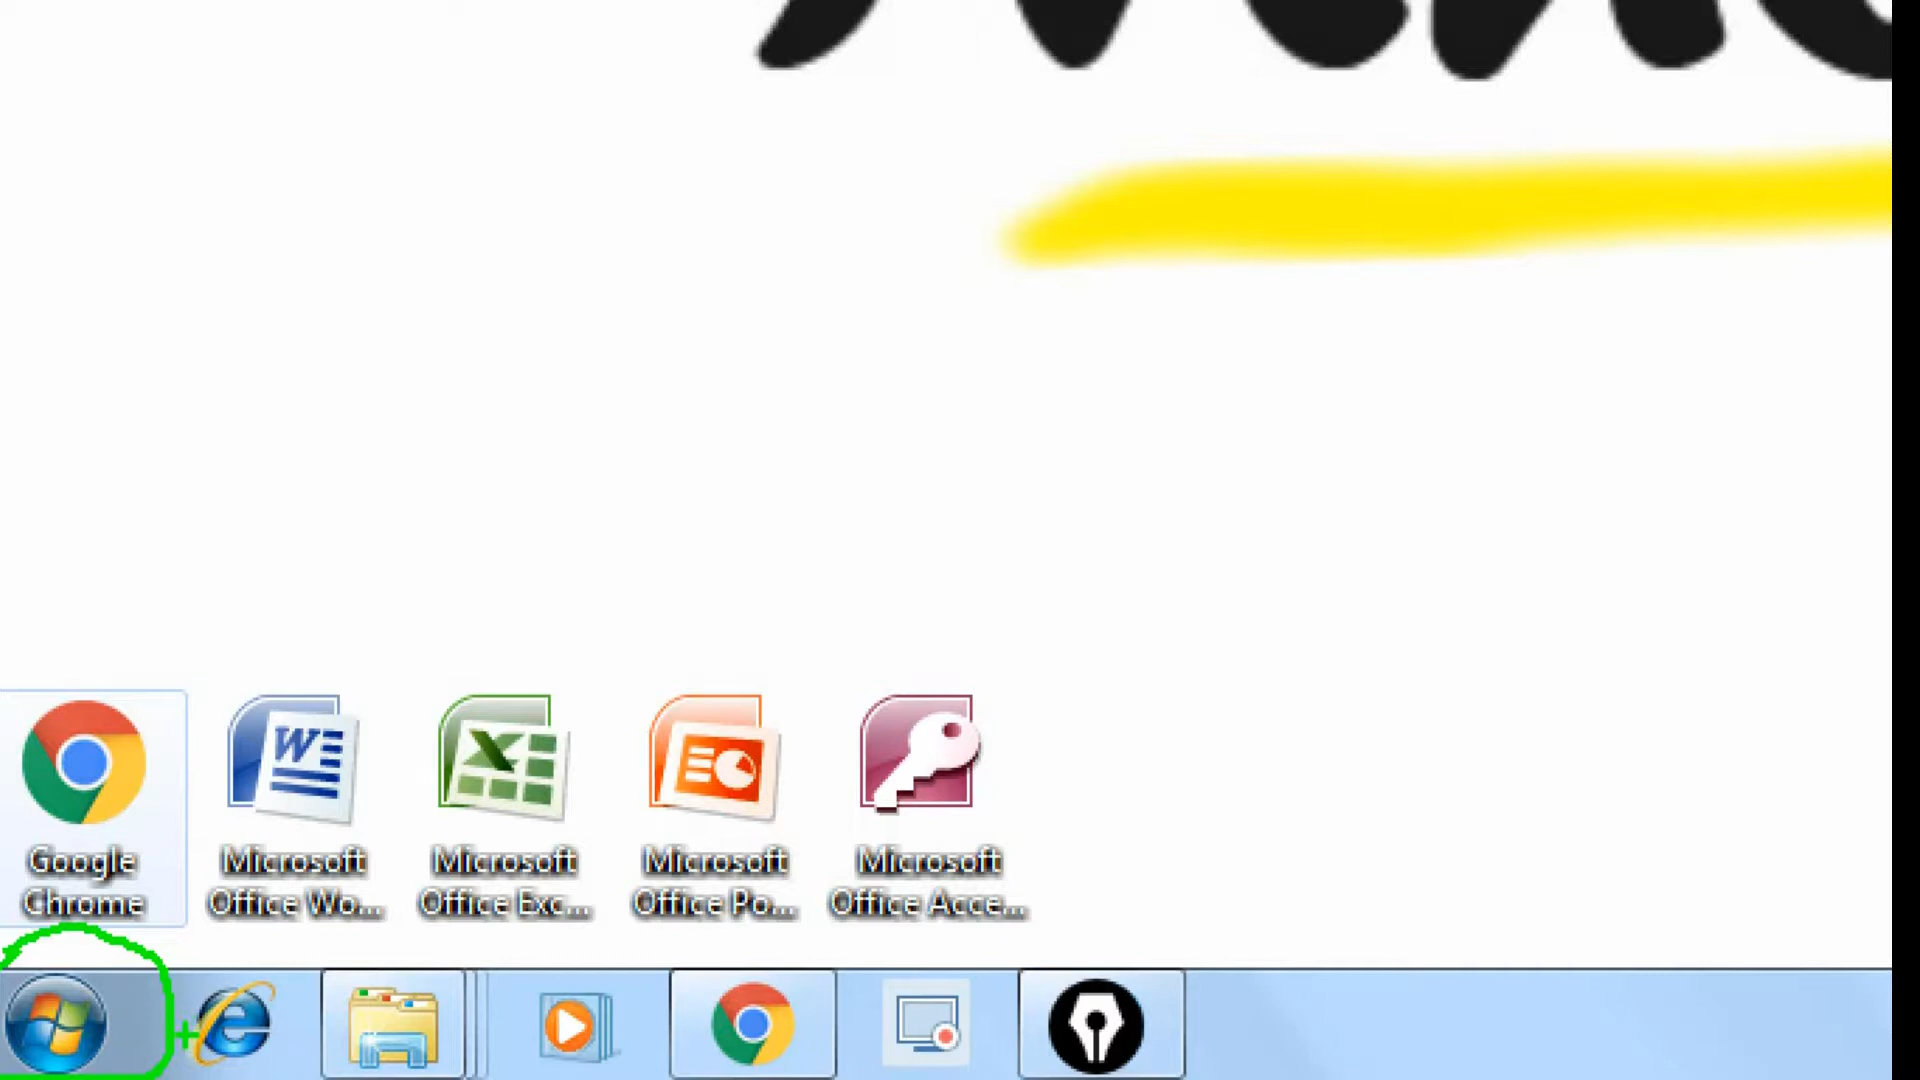 Google
Chrome
Microsoft
Office Wo...
Microsoft
Office Exc...
Microsoft
Office Po...
Microsoft
Office Acce...